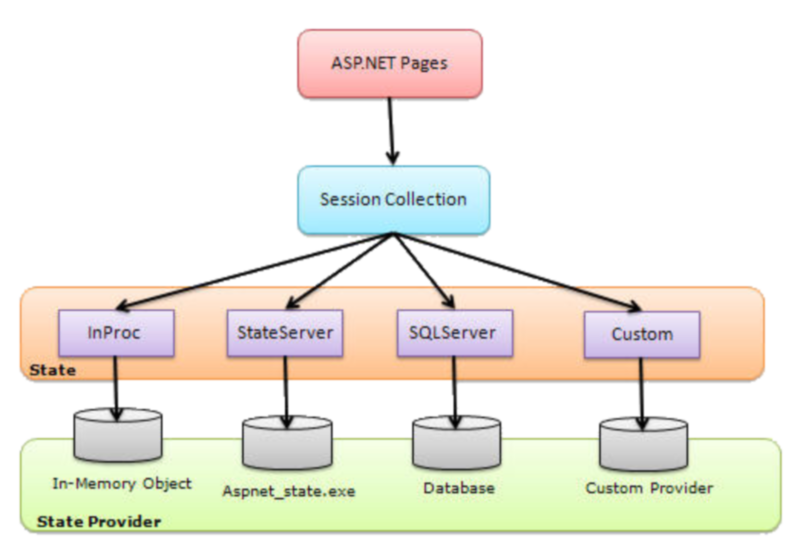 ASP.NET Pages
Session Collection
InProc
StateServer
SQLServer
Custom
State
In-Memory Object
Aspnet_state.exe
Database
Custom Provider
State Provider